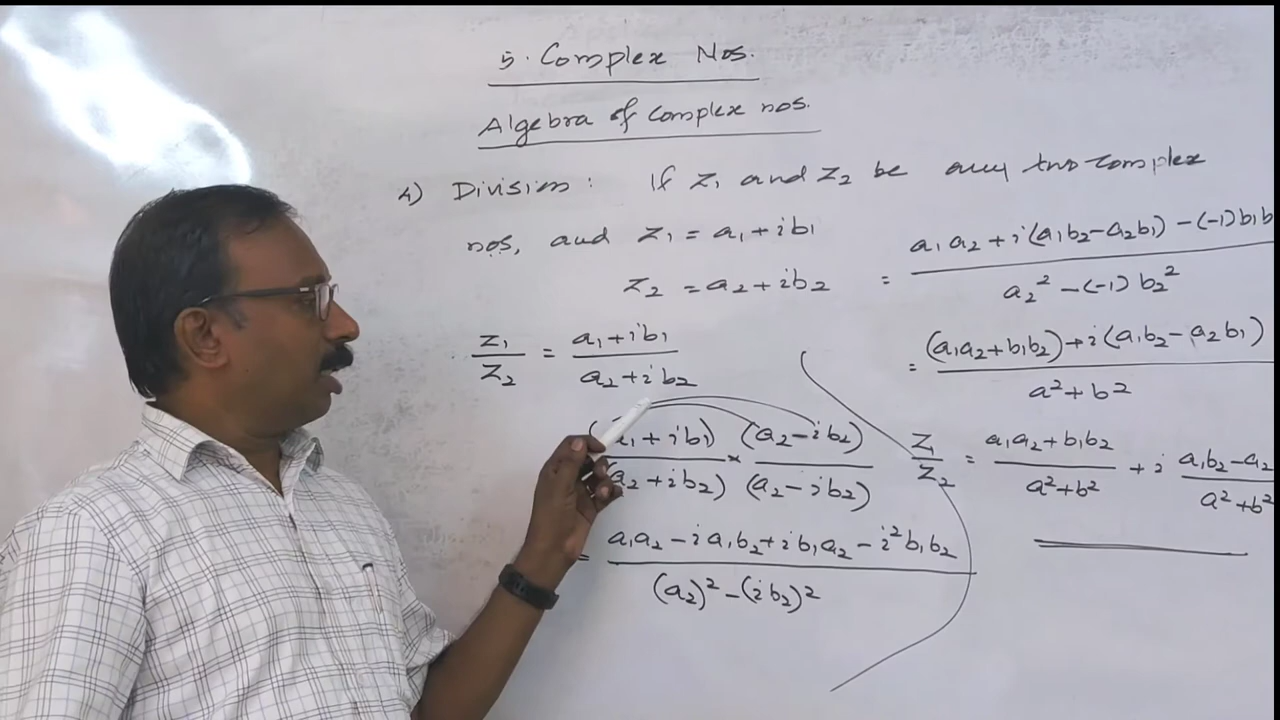 5. Complex Nos.
Algebra of complex nos.
4) Division: If z₁ and z₂ be any two complex
nos, and z₁ = a₁ + ib₁
z₂ = a₂ + ib₂
z₁/z₂ = (a₁ + ib₁)/(a₂ + ib₂)
(a₁ + ib₁)/(a₂ + ib₂) × (a₂ - ib₂)/(a₂ - ib₂)
= (a₁a₂ - ia₁b₂ + ib₁a₂ - i²b₁b₂)/((a₂)² - (ib₂)²)
= (a₁a₂ + i(a₁b₂ - a₂b₁) - (-1)b₁b)/(a₂² - (-1)b₂²)
= ((a₁a₂ + b₁b₂) + i(a₁b₂ - a₂b₁))/(a² + b²)
z₁/z₂ = (a₁a₂ + b₁b₂)/(a² + b²) + i (a₁b₂ - a₂)/(a² + b²)